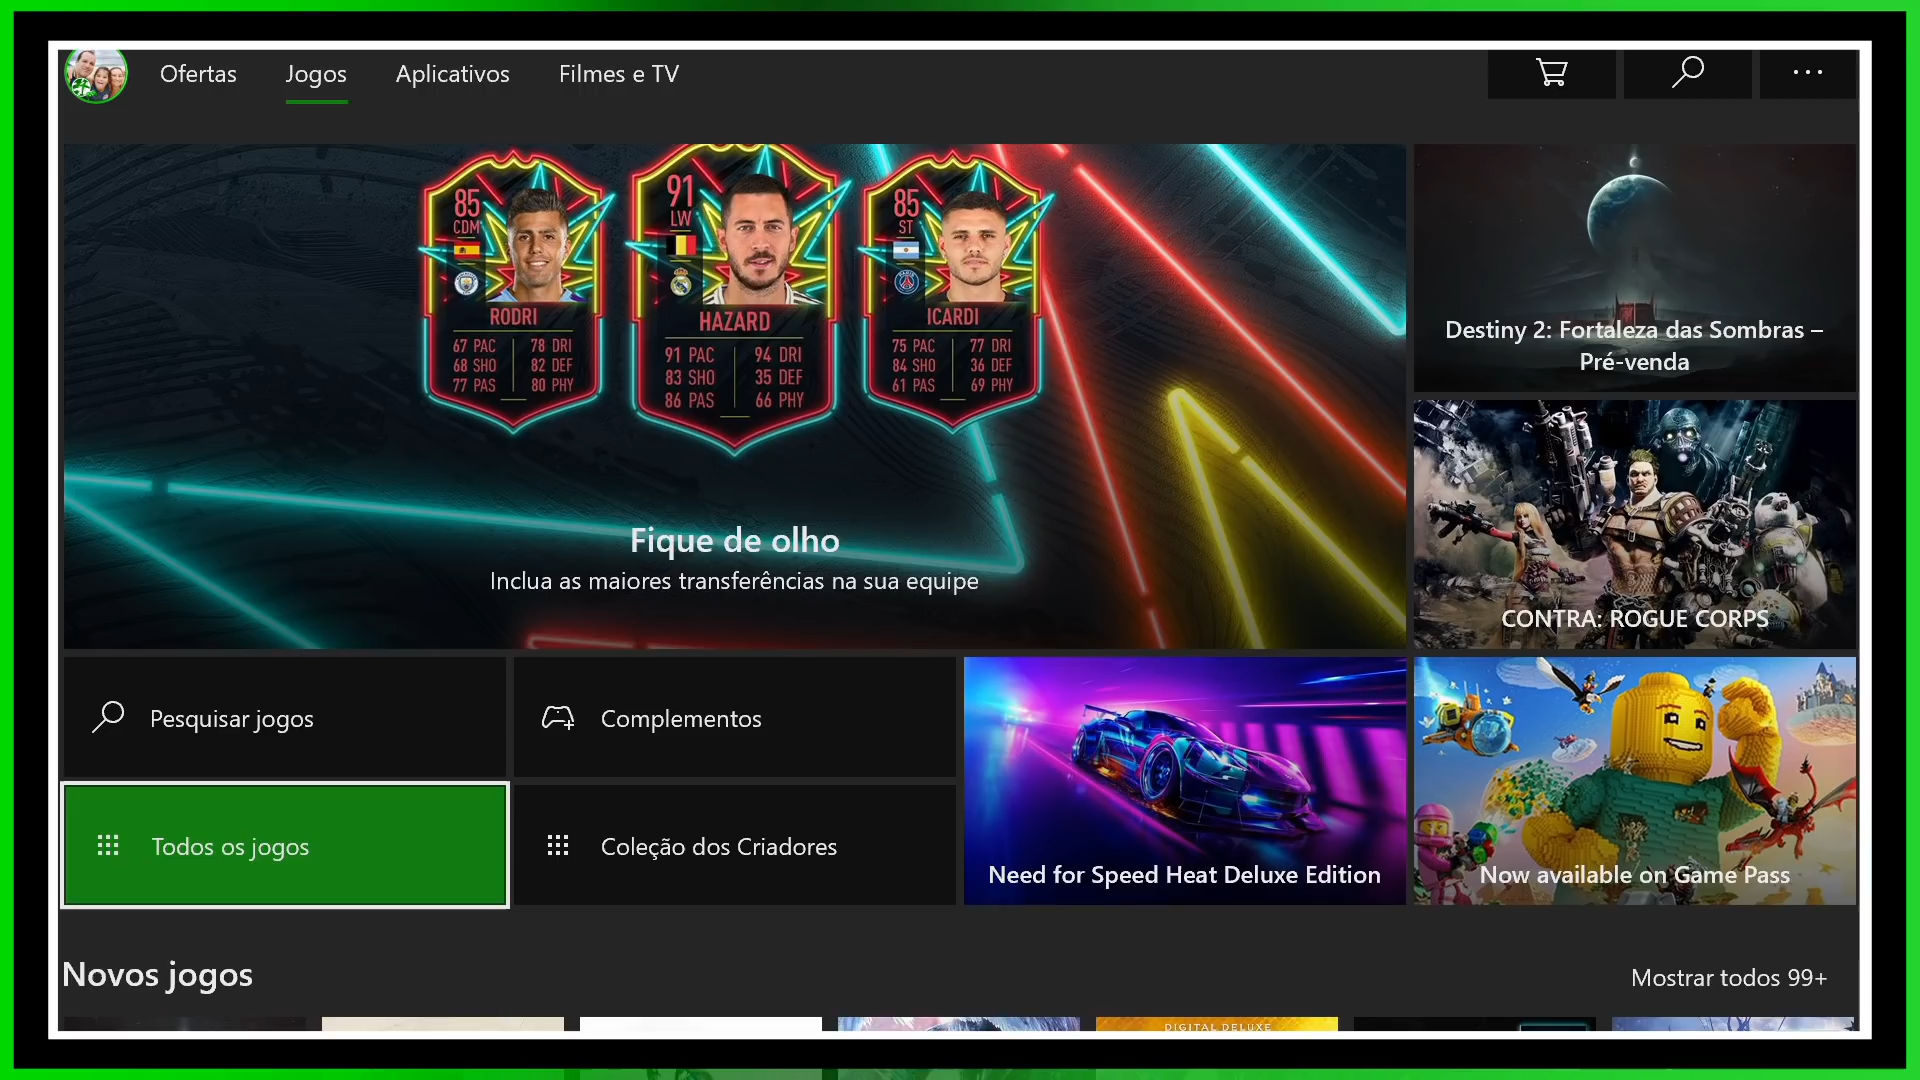 Ofertas
Jogos
Aplicativos
Filmes e TV
85
CDM
RODRI
67 PAC
78 DRI
68 SHO
82 DEF
77 PAS
80 PHY
91
LW
HAZARD
91 PAC
94 DRI
83 SHO
35 DEF
86 PAS
66 PHY
85
ST
ICARDI
75 PAC
77 DRI
84 SHO
36 DEF
61 PAS
69 PHY
Fique de olho
Inclua as maiores transferências na sua equipe
Destiny 2: Fortaleza das Sombras –
Pré-venda
CONTRA: ROGUE CORPS
Pesquisar jogos
Complementos
Todos os jogos
Coleção dos Criadores
Need for Speed Heat Deluxe Edition
Now available on Game Pass
Novos jogos
Mostrar todos 99+
DIGITAL DELUXE